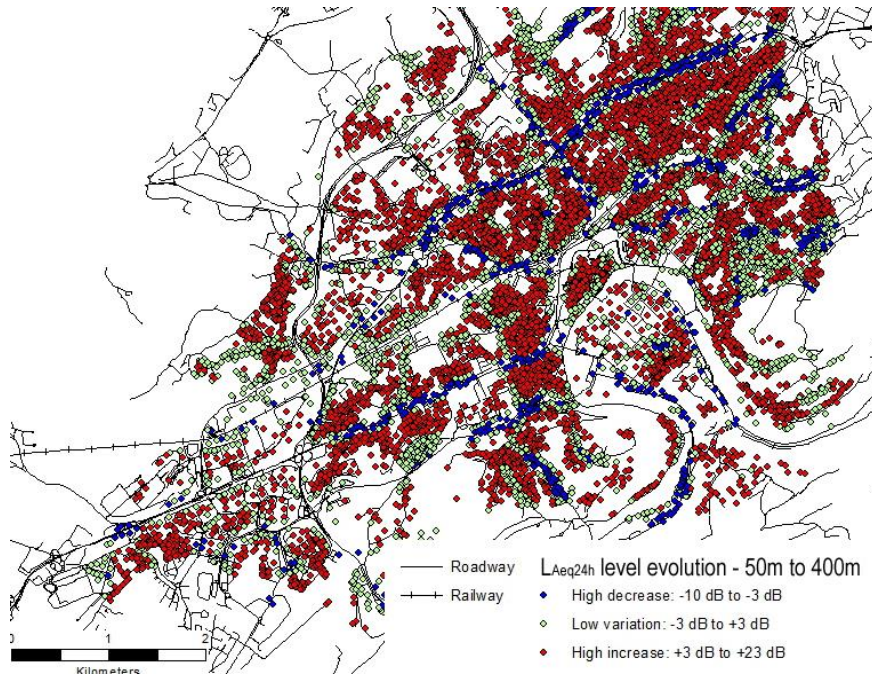 LAeq24h level evolution - 50m to 400m
Roadway
Railway
High decrease: -10 dB to -3 dB
Low variation: -3 dB to +3 dB
High increase: +3 dB to +23 dB
0 1 2
Kilometers